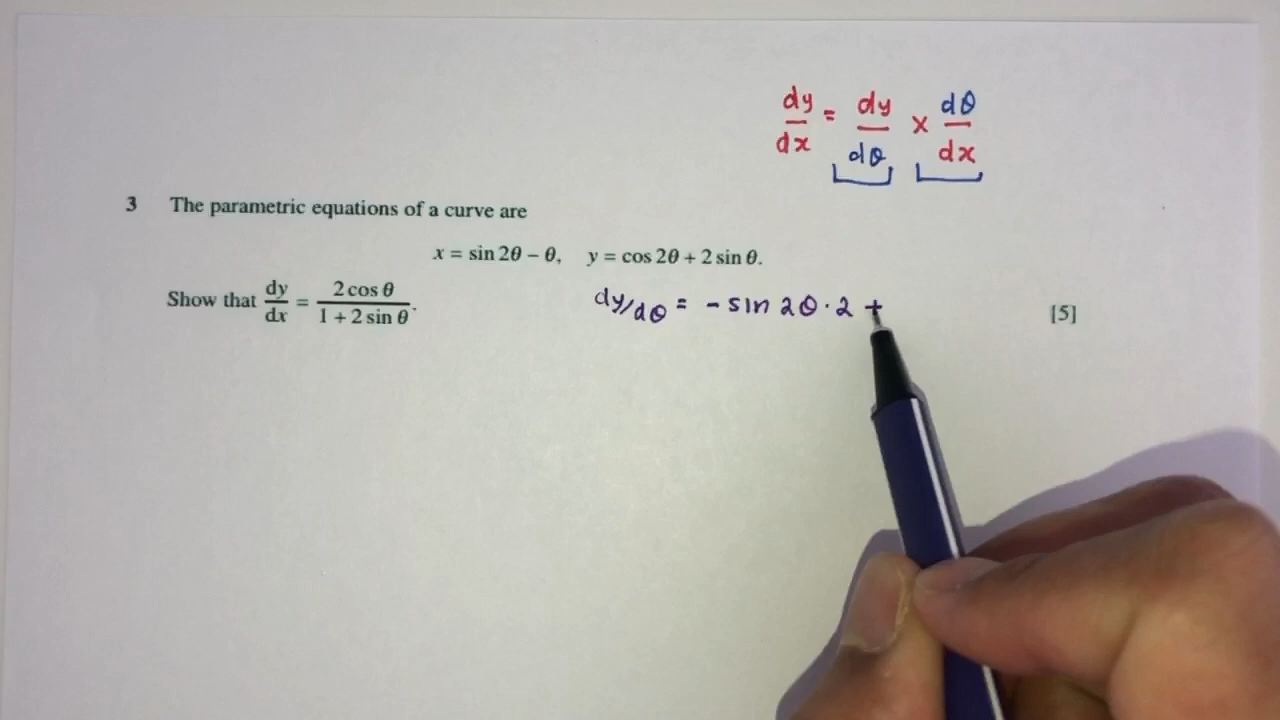 dy/dx = dy/dθ × dθ/dx
3 The parametric equations of a curve are
x = sin 2θ − θ, y = cos 2θ + 2 sin θ.
Show that dy/dx = 2 cos θ / 1 + 2 sin θ. [5]
dy/dθ = - sin 2θ · 2 +